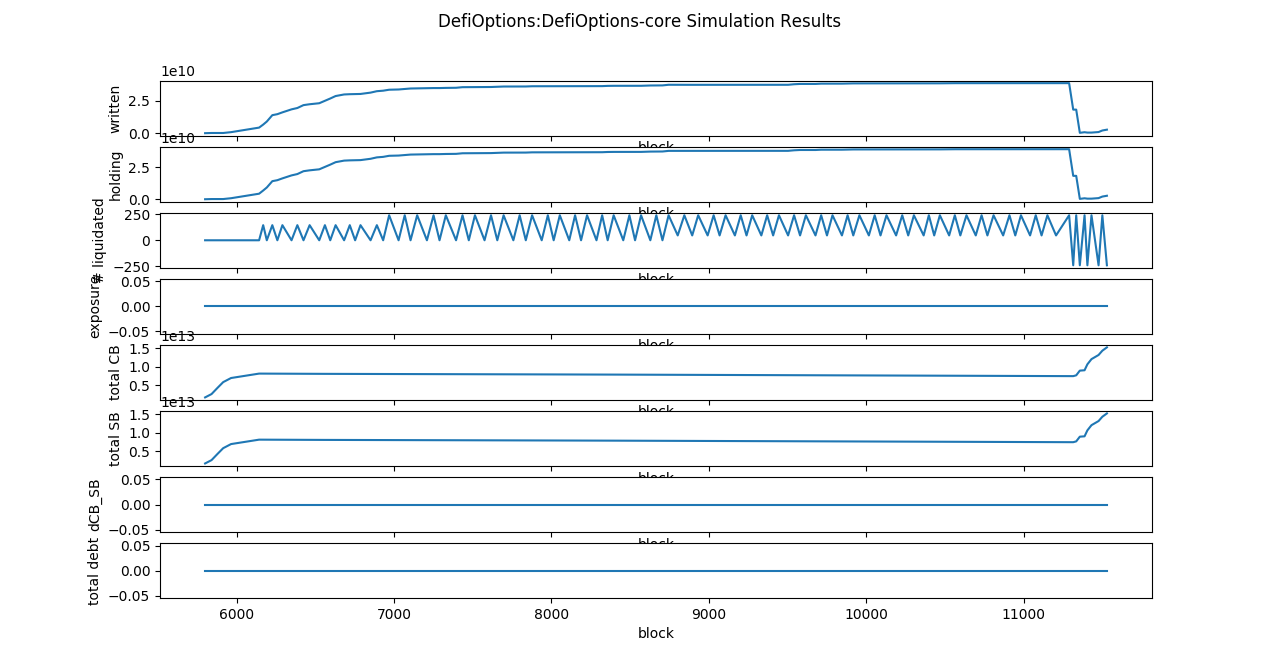 DefiOptions:DefiOptions-core Simulation Results
1e10
written
2.5
0.0
block
1e10
holding
2.5
0.0
block
# liquidated
250
0
−250
block
exposure
0.05
0.00
−0.05
block
1e13
total CB
1.5
1.0
0.5
block
1e13
total SB
1.5
1.0
0.5
block
dCB_SB
0.05
0.00
−0.05
block
total debt
0.05
0.00
−0.05
6000 7000 8000 9000 10000 11000
block